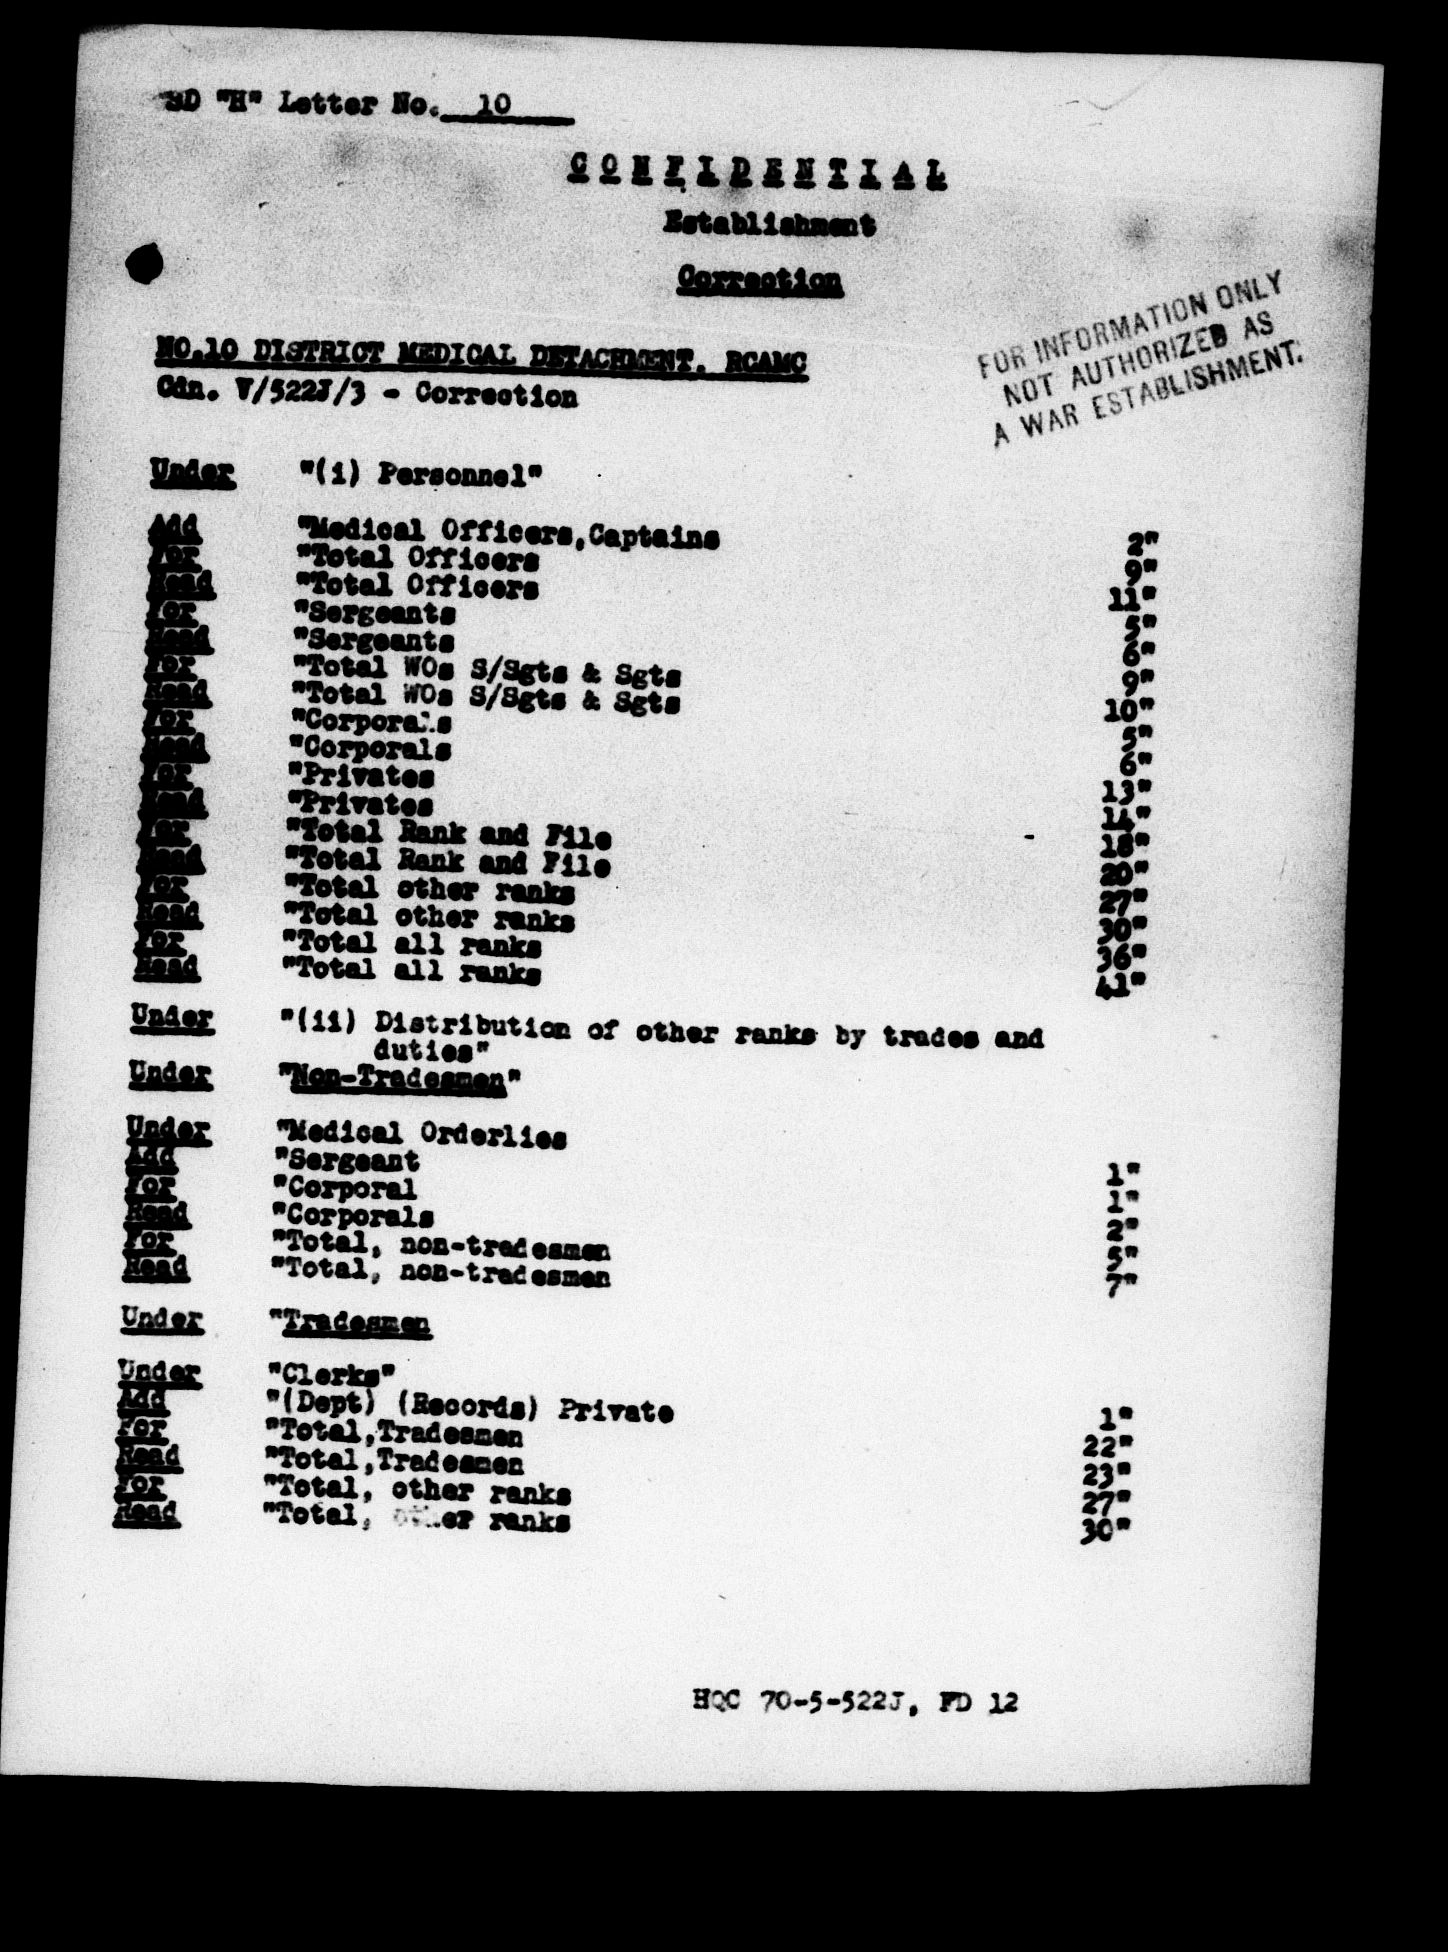 SD "H" Letter No. 10
C O N F I D E N T I A L
Establishment
Correction
FOR INFORMATION ONLY
NOT AUTHORIZED AS
A WAR ESTABLISHMENT.
NO.10 DISTRICT MEDICAL DETACHMENT. RCAMC
Cdn. V/522J/3 - Correction
Under "(i) Personnel"
Add "Medical Officers,Captains 2"
For "Total Officers 9"
Read "Total Officers 11"
For "Sergeants 5"
Read "Sergeants 6"
For "Total WOs S/Sgts & Sgts 9"
Read "Total WOs S/Sgts & Sgts 10"
For "Corporals 5"
Read "Corporals 6"
For "Privates 13"
Read "Privates 14"
For "Total Rank and File - 18"
Read "Total Rank and File 20"
For "Total other ranks 27"
Read "Total other ranks 30"
For "Total all ranks 36"
Read "Total all ranks 41"
Under "(ii) Distribution of other ranks by trades and
duties"
Under "Non-Tradesmen"
Under "Medical Orderlies
Add "Sergeant 1"
For "Corporal 1"
Read "Corporals 2"
For "Total, non-tradesmen 5"
Read "Total, non-tradesmen 7"
Under "Tradesmen
Under "Clerks"
Add "(Dept) (Records) Private 1"
For "Total,Tradesmen 22"
Read "Total,Tradesmen 23"
For "Total, other ranks 27"
Read "Total, other ranks 30"
HQC 70-5-522J, FD 12